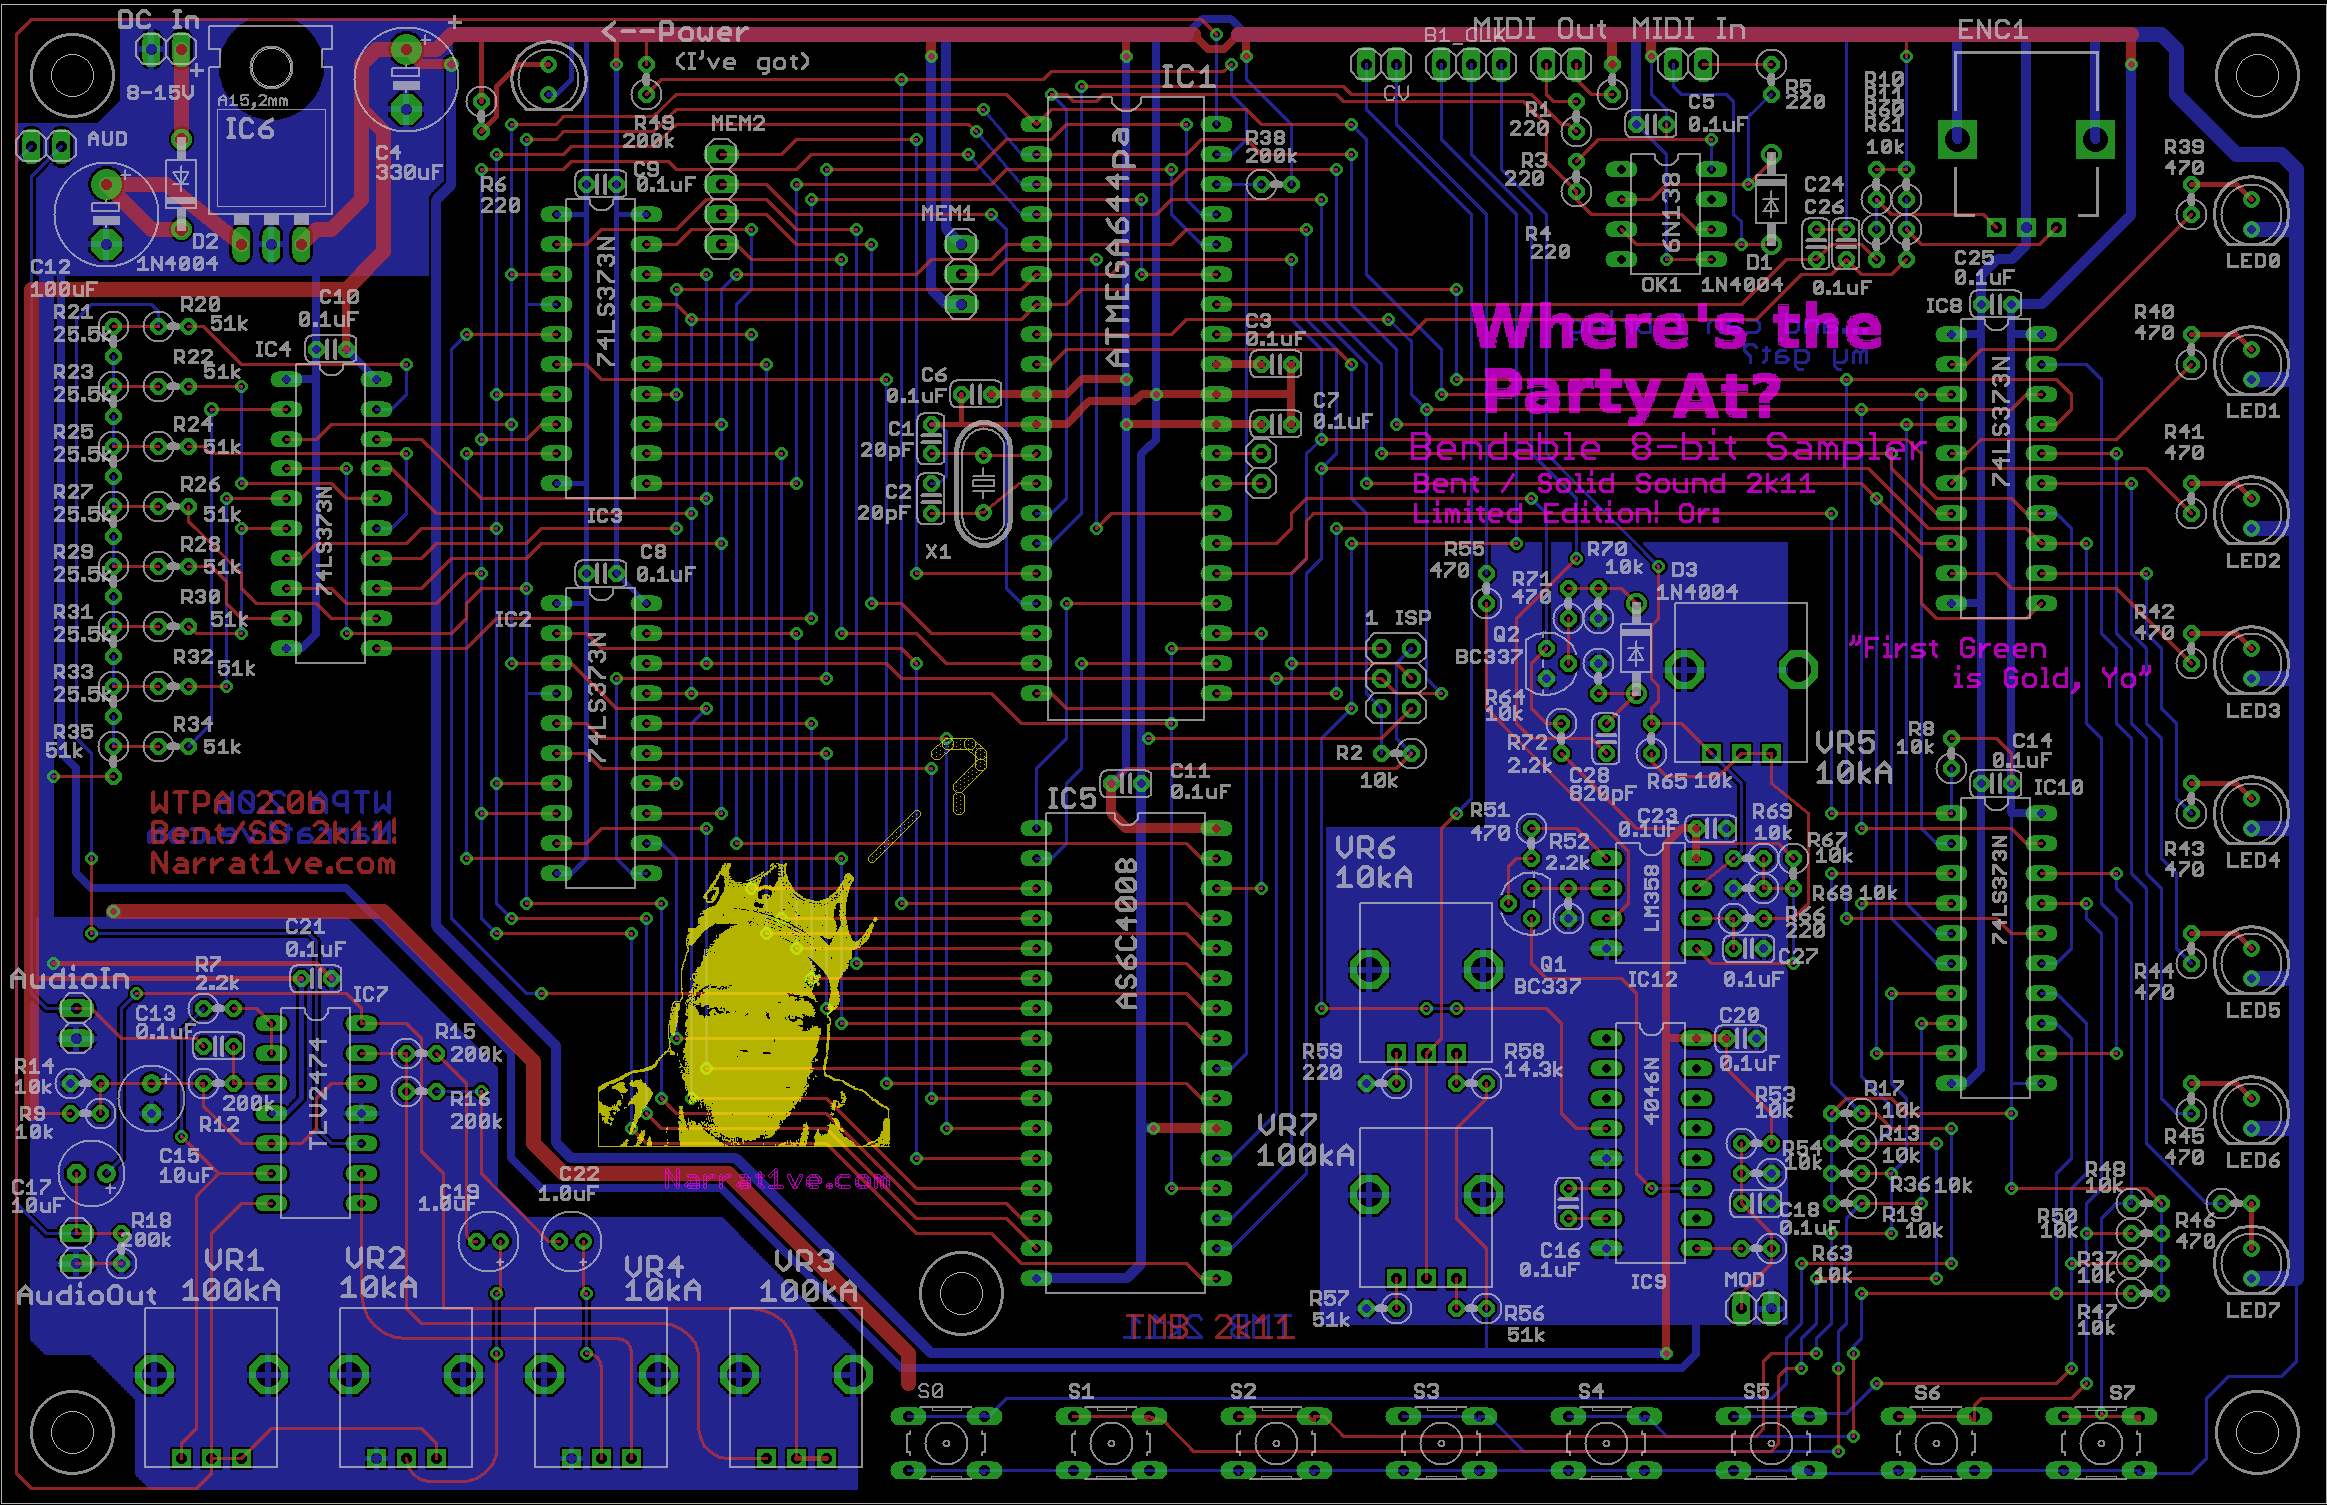 DC In
<--Power
(I've got)
B1_CLK
MIDI Out
MIDI In
ENC1
8-15V
A15,2mm
IC6
AUD
C4
330uF
R49
200k
MEM2
CV
IC1
R38
200k
R1
220
C5
0.1uF
R5
220
R10
R61
10k
R39
470
R6
220
C9
0.1uF
MEM1
ATMEGA644pa
R3
220
R4
220
6N138
OK1
D1
1N4004
C24
C26
0.1uF
C25
0.1uF
IC8
LED0
D2
1N4004
C12
100uF
C10
0.1uF
IC4
74LS373N
R21
25.5k
R20
51k
R22
51k
R23
25.5k
R24
51k
R25
25.5k
R26
51k
R27
25.5k
R28
51k
R29
25.5k
R30
51k
R31
25.5k
R32
51k
R33
25.5k
R34
51k
R35
51k
74LS373N
IC3
C8
0.1uF
IC2
74LS373N
C6
0.1uF
C1
20pF
C2
20pF
X1
C3
0.1uF
C7
0.1uF
Where's the
Party At?
my gat?
Bendable 8-bit Sampler
Bent / Solid Sound 2k11
Limited Edition! Or:
"First Green
is Gold, Yo"
74LS373N
R40
470
LED1
R41
470
LED2
R42
470
LED3
R55
470
R70
10k
R71
470
D3
1N4004
Q2
BC337
R64
10k
R72
2.2k
C28
820pF
R65
10k
VR5
10kA
1 ISP
R2
10k
R8
10k
C14
0.1uF
IC10
74LS373N
LED4
R43
470
LED5
R44
470
LED6
R45
470
LED7
R46
470
WTPA 2.0b
Bent/SS 2k11!
Narrat1ve.com
C11
0.1uF
IC5
AS6C4008
R51
470
R52
2.2k
C23
0.1uF
R69
10k
R67
10k
R68
10k
R66
220
C27
0.1uF
LM358
IC12
Q1
BC337
VR6
10kA
R59
220
R58
14.3k
VR7
100kA
C20
0.1uF
4046N
IC9
R53
10k
R54
10k
C18
0.1uF
C16
0.1uF
MOD
R57
51k
R56
51k
R17
10k
R13
10k
R36
10k
R19
10k
R63
10k
R48
10k
R50
10k
R37
10k
R47
10k
C21
0.1uF
AudioIn
R7
2.2k
C13
0.1uF
IC7
TLV2474
R14
10k
R9
10k
R12
200k
R15
200k
R16
200k
C15
10uF
C17
10uF
R18
200k
AudioOut
C19
1.0uF
C22
1.0uF
Narrat1ve.com
VR1
100kA
VR2
10kA
VR4
10kA
VR3
100kA
TMB 2k11
S0
S1
S2
S3
S4
S5
S6
S7